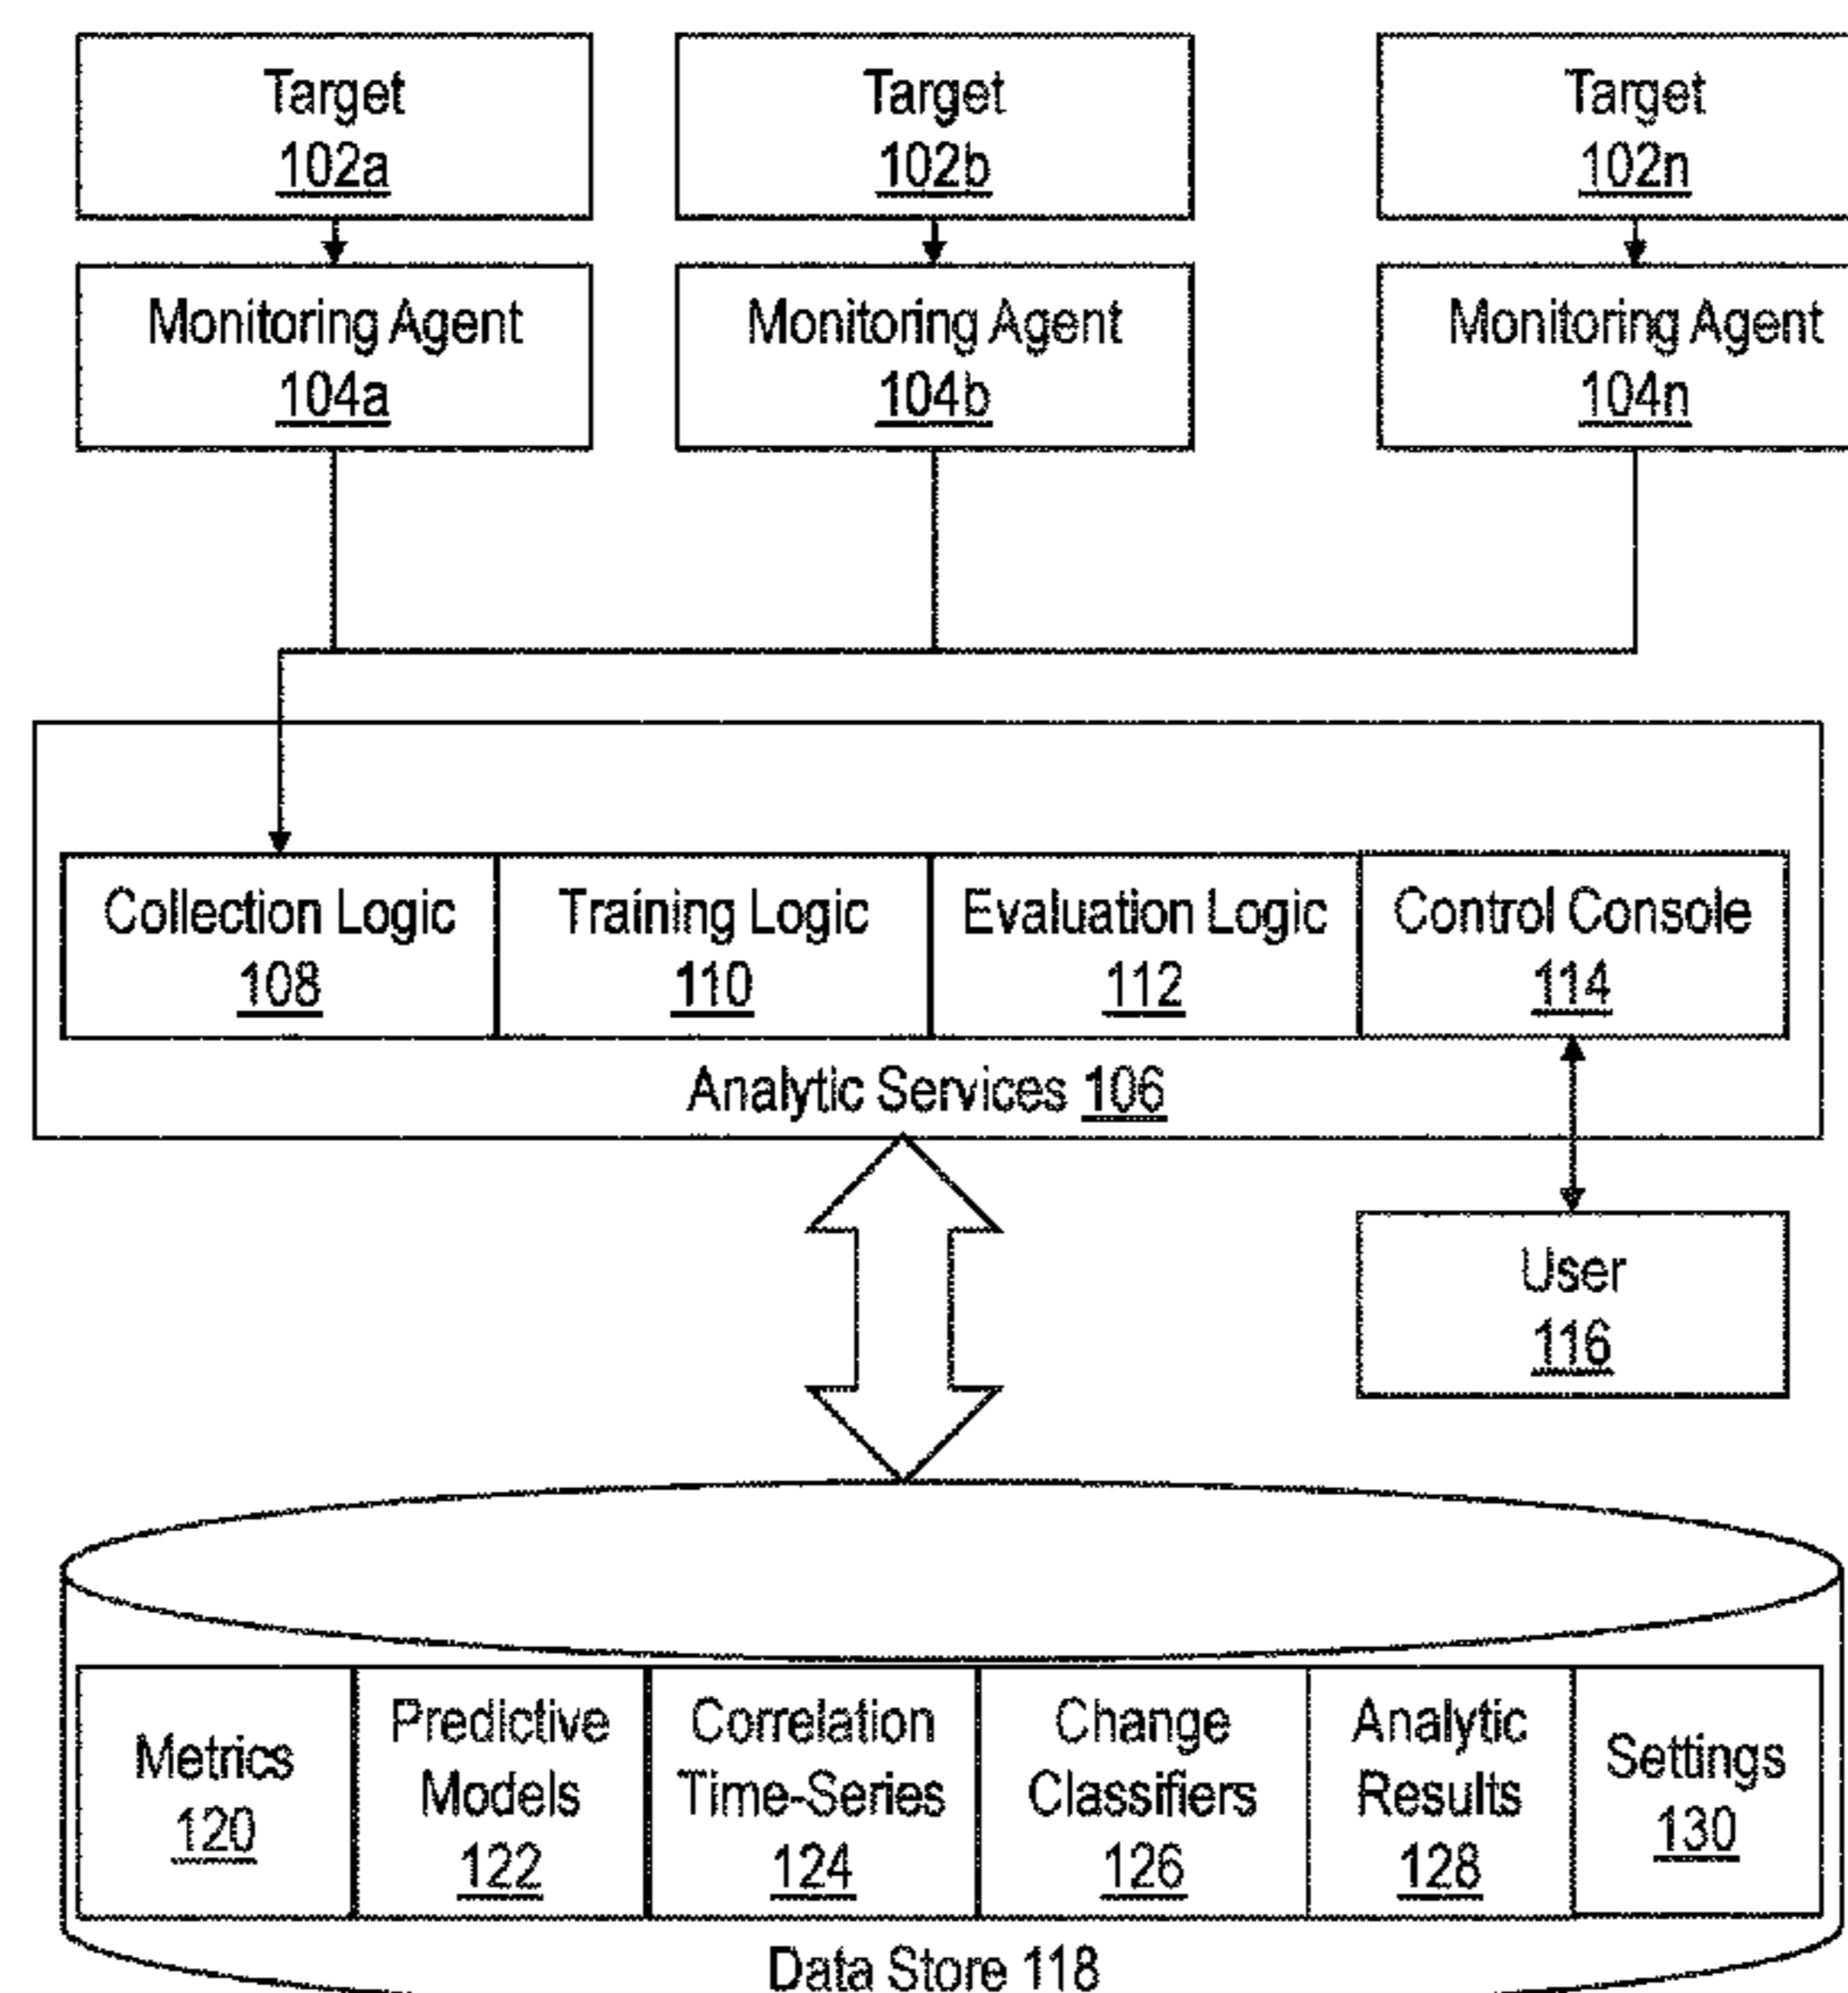 Target
102a
Target
102b
Target
102n
Monitoring Agent
104a
Monitoring Agent
104b
Monitoring Agent
104n
Collection Logic
108
Training Logic
110
Evaluation Logic
112
Control Console
114
Analytic Services 106
User
116
Metrics
120
Predictive
Models
122
Correlation
Time-Series
124
Change
Classifiers
126
Analytic
Results
128
Settings
130
Data Store 118